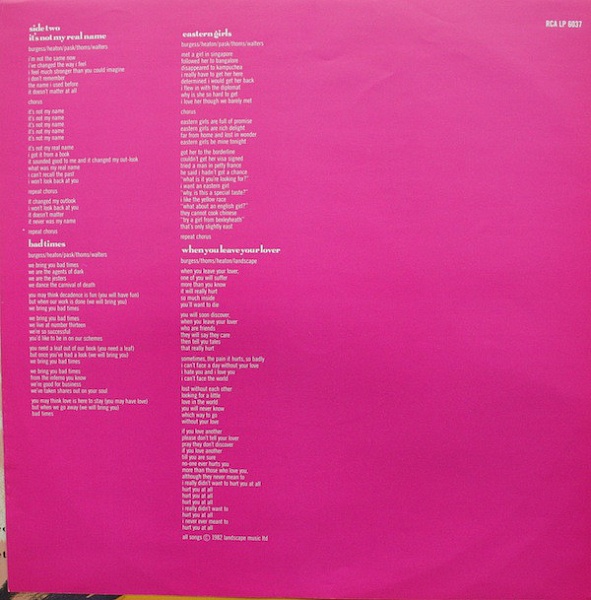 side two
it's not my real name
burgess/heaton/pask/thoms/walters
i'm not the same now
i've changed the way i feel
i feel much stronger than you could imagine
i don't remember
the name i used before
it doesn't matter at all
chorus
it's not my name
it's not my name
it's not my name
it's not my name
it's not my name
it's not my real name
i got it from a book
it sounded good to me and it changed my out-look
what was my real name
i can't recall the past
i won't look back at you
repeat chorus
it changed my outlook
i won't look back at you
it doesn't matter
it never was my name
repeat chorus
bad times
burgess/heaton/pask/thoms/walters
we bring you bad times
we are the agents of dark
we are the jesters
we dance the carnival of death
you may think decadence is fun (you will have fun)
but when our work is done (we will bring you)
we bring you bad times
we bring you bad times
we live at number thirteen
we're so successful
you'd like to be in on our schemes
you need a leaf out of our book (you need a leaf)
but once you've had a look (we will bring you)
we bring you bad times
we bring you bad times
from the inferno you know
we're good for business
we've taken shares out on your soul
you may think love is here to stay (you may have love)
but when we go away (we will bring you)
bad times
eastern girls
burgess/heaton/pask/thoms/walters
met a girl in singapore
followed her to bangalore
disappeared to kampuchea
i really have to get her here
determined i would get her back
i flew in with the diplomat
why is she so hard to get
i love her though we barely met
chorus
eastern girls are full of promise
eastern girls are rich delight
far from home and lost in wonder
eastern girls be mine tonight
got her to the borderline
couldn't get her visa signed
tried a man in petty france
he said i hadn't got a chance
"what is it you're looking for?"
i want an eastern girl
"why, is this a special taste?"
i like the yellow race
"what about an english girl?"
they cannot cook chinese
"try a girl from bexleyheath"
that's only slightly east
repeat chorus
when you leave your lover
burgess/thoms/heaton/landscape
when you leave your lover,
one of you will suffer
more than you know
it will really hurt
so much inside
you'll want to die
you will soon discover,
when you leave your lover
who are friends
they will say they care
then tell you tales
that really hurt
sometimes, the pain it hurts, so badly
i can't face a day without your love
i hate you and i love you
i can't face the world
lost without each other
looking for a little
love in the world
you will never know
which way to go
without your love
if you love another
please don't tell your lover
pray they don't discover
if you love another
till you are sure
no-one ever hurts you
more than those who love you,
although they never mean to
i really didn't want to hurt you at all
hurt you at all
hurt you at all
hurt you at all
i really didn't want to
hurt you at all
i never ever meant to
hurt you at all
all songs © 1982 landscape music ltd
RCA LP 6037